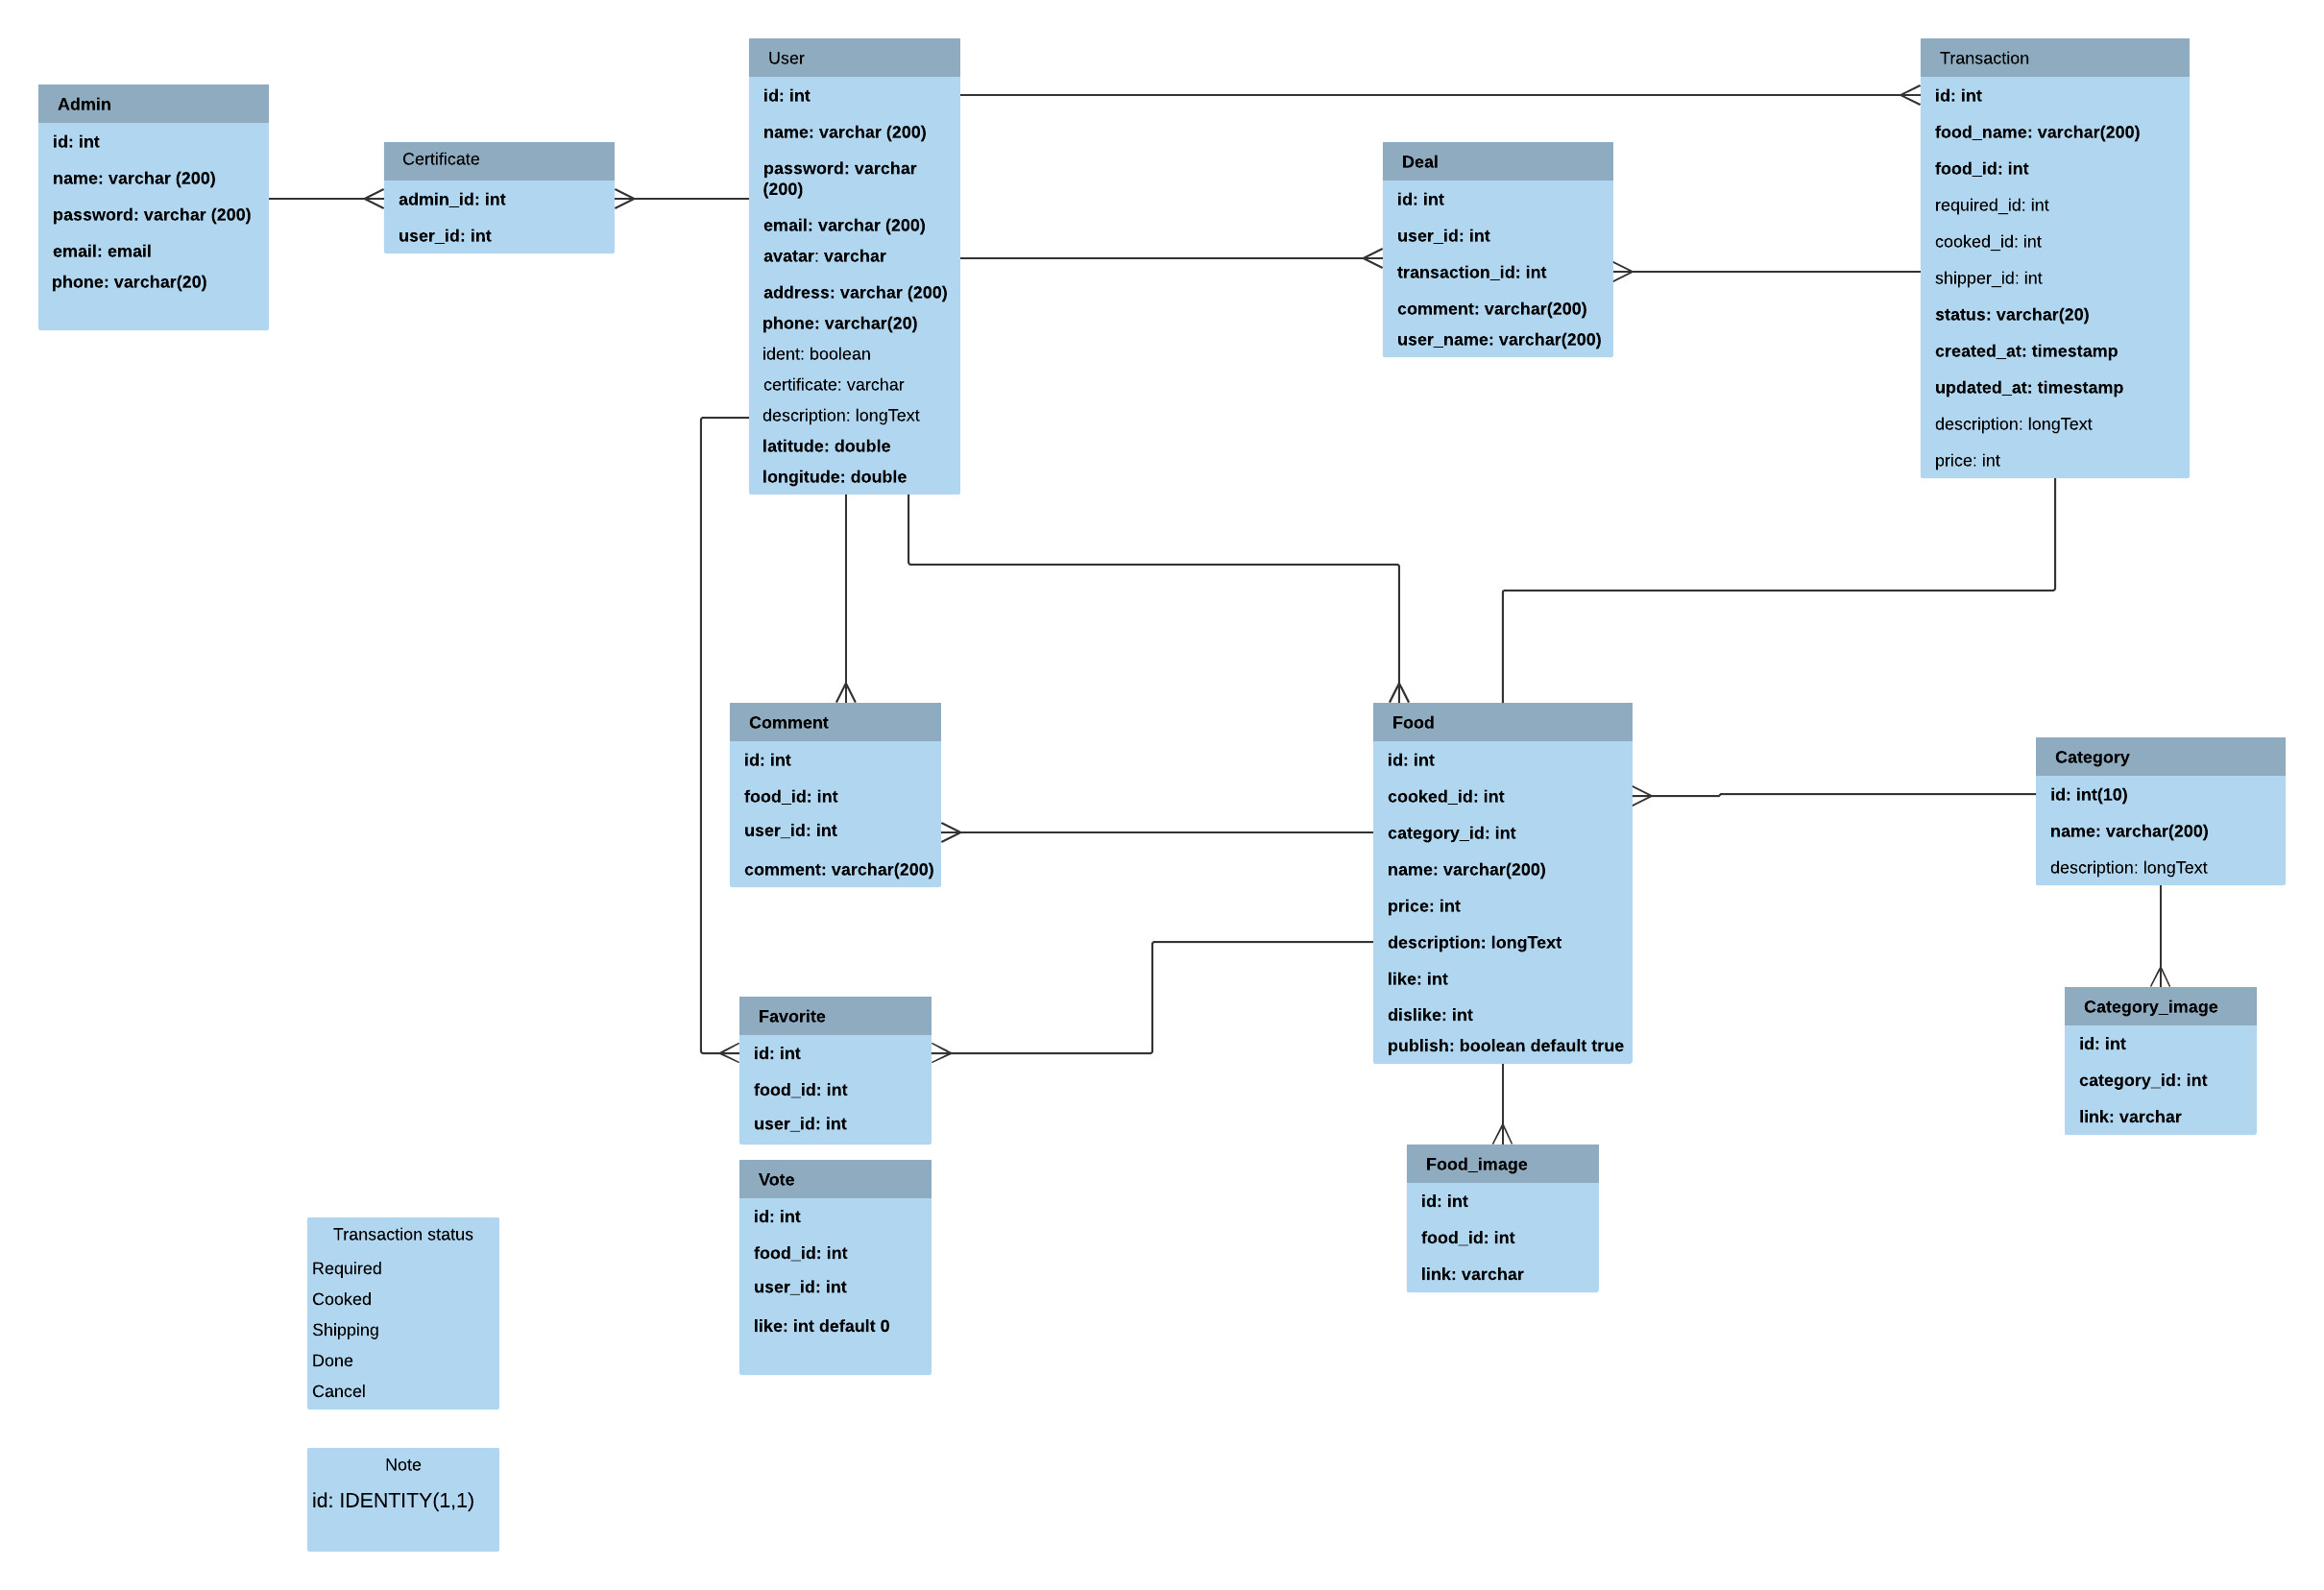 Admin
id: int
name: varchar (200)
password: varchar (200)
email: email
phone: varchar(20)
Certificate
admin_id: int
user_id: int
User
id: int
name: varchar (200)
password: varchar
(200)
email: varchar (200)
avatar: varchar
address: varchar (200)
phone: varchar(20)
ident: boolean
certificate: varchar
description: longText
latitude: double
longitude: double
Deal
id: int
user_id: int
transaction_id: int
comment: varchar(200)
user_name: varchar(200)
Transaction
id: int
food_name: varchar(200)
food_id: int
required_id: int
cooked_id: int
shipper_id: int
status: varchar(20)
created_at: timestamp
updated_at: timestamp
description: longText
price: int
Comment
id: int
food_id: int
user_id: int
comment: varchar(200)
Food
id: int
cooked_id: int
category_id: int
name: varchar(200)
price: int
description: longText
like: int
dislike: int
publish: boolean default true
Category
id: int(10)
name: varchar(200)
description: longText
Category_image
id: int
category_id: int
link: varchar
Favorite
id: int
food_id: int
user_id: int
Vote
id: int
food_id: int
user_id: int
like: int default 0
Food_image
id: int
food_id: int
link: varchar
Transaction status
Required
Cooked
Shipping
Done
Cancel
Note
id: IDENTITY(1,1)